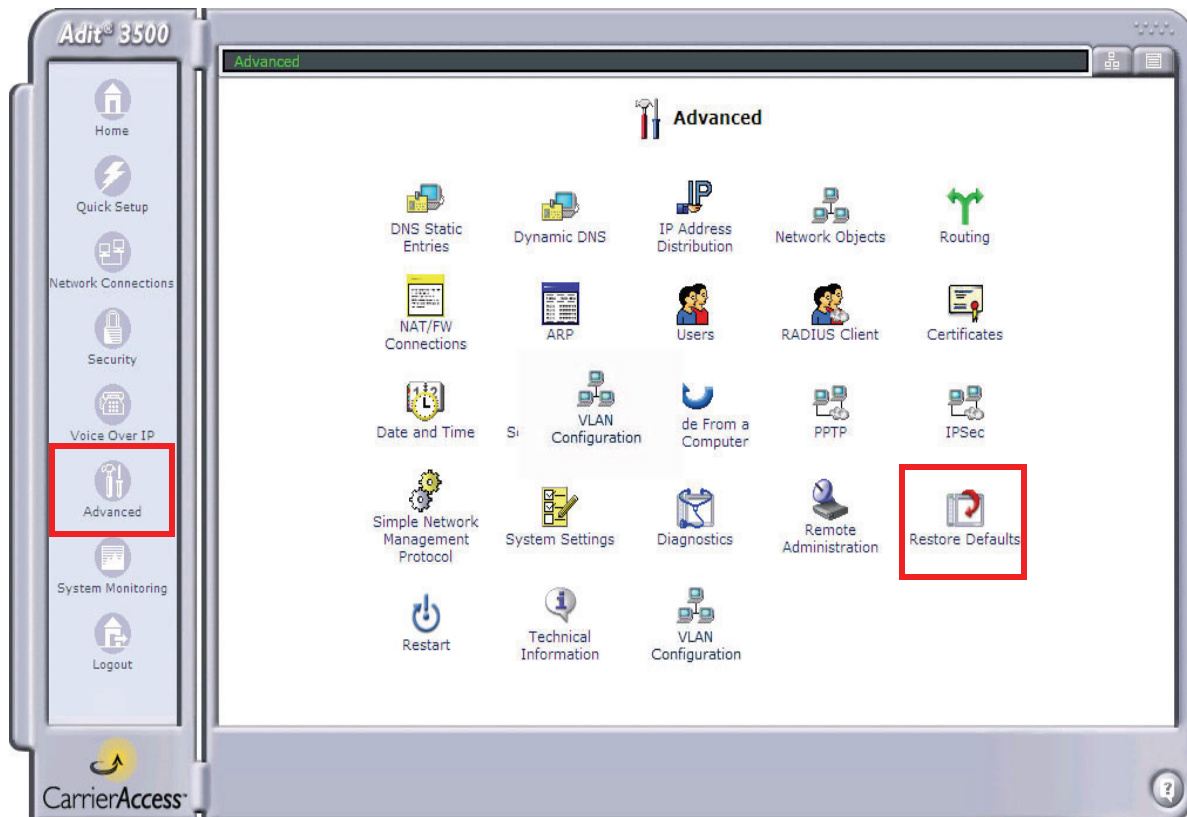 Adit® 3500
Advanced
Home
Quick Setup
Network Connections
Security
Voice Over IP
Advanced
System Monitoring
Logout
CarrierAccess
Advanced
DNS Static
Entries
Dynamic DNS
IP Address
Distribution
Network Objects
Routing
NAT/FW
Connections
ARP
Users
RADIUS Client
Certificates
Date and Time
VLAN
Configuration
de From a
Computer
PPTP
IPSec
Simple Network
Management
Protocol
System Settings
Diagnostics
Remote
Administration
Restore Defaults
Restart
Technical
Information
VLAN
Configuration